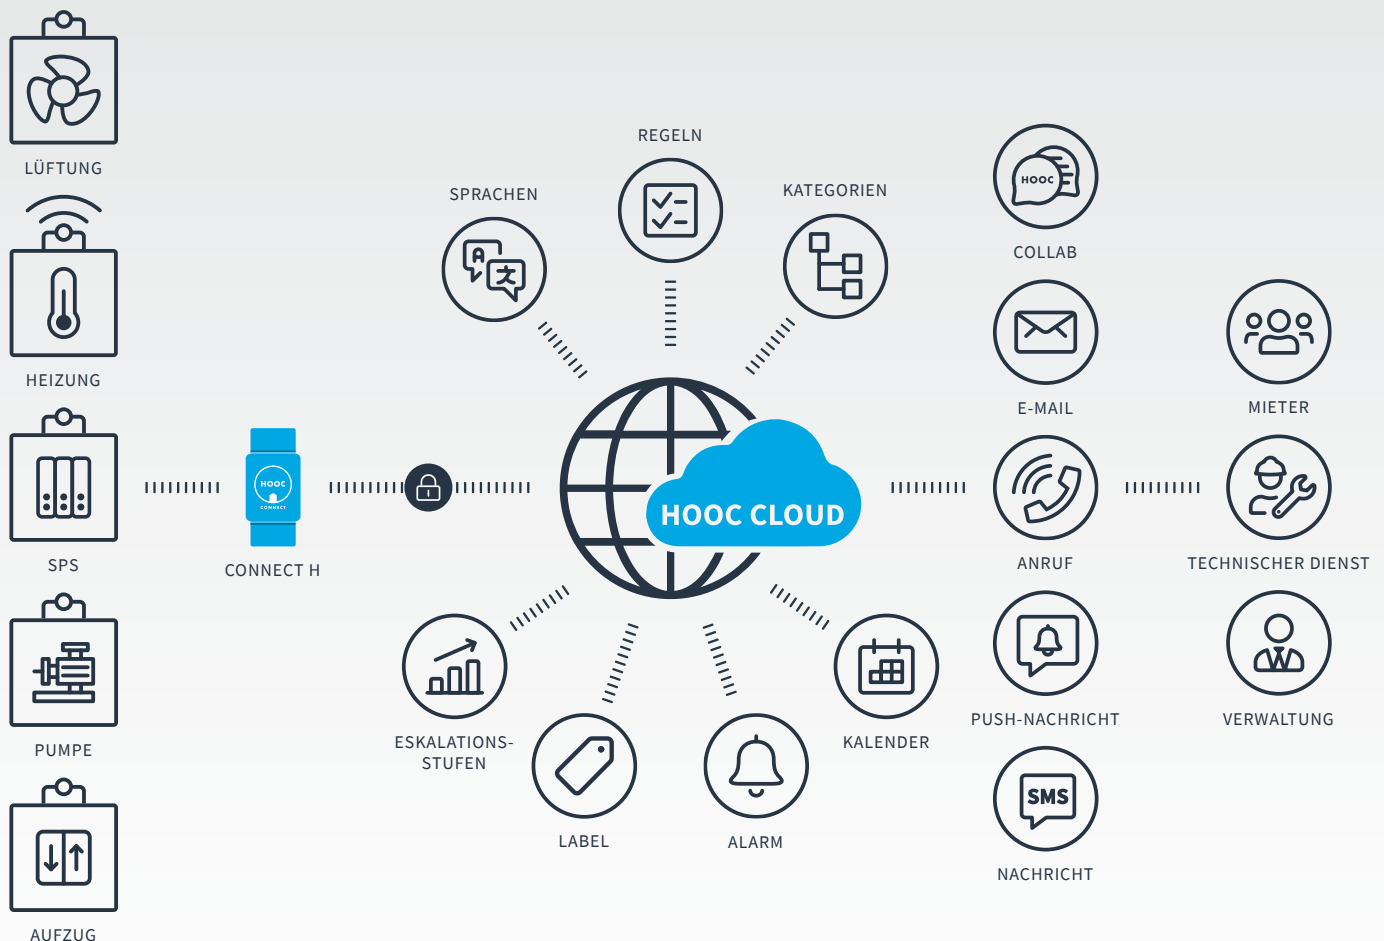 LÜFTUNG
HEIZUNG
SPS
PUMPE
AUFZUG
HOOC
CONNECT
CONNECT H
SPRACHEN
A
文
REGELN
KATEGORIEN
HOOC CLOUD
ESKALATIONS-
STUFEN
LABEL
ALARM
KALENDER
HOOC
COLLAB
E-MAIL
ANRUF
PUSH-NACHRICHT
SMS
NACHRICHT
MIETER
TECHNISCHER DIENST
VERWALTUNG